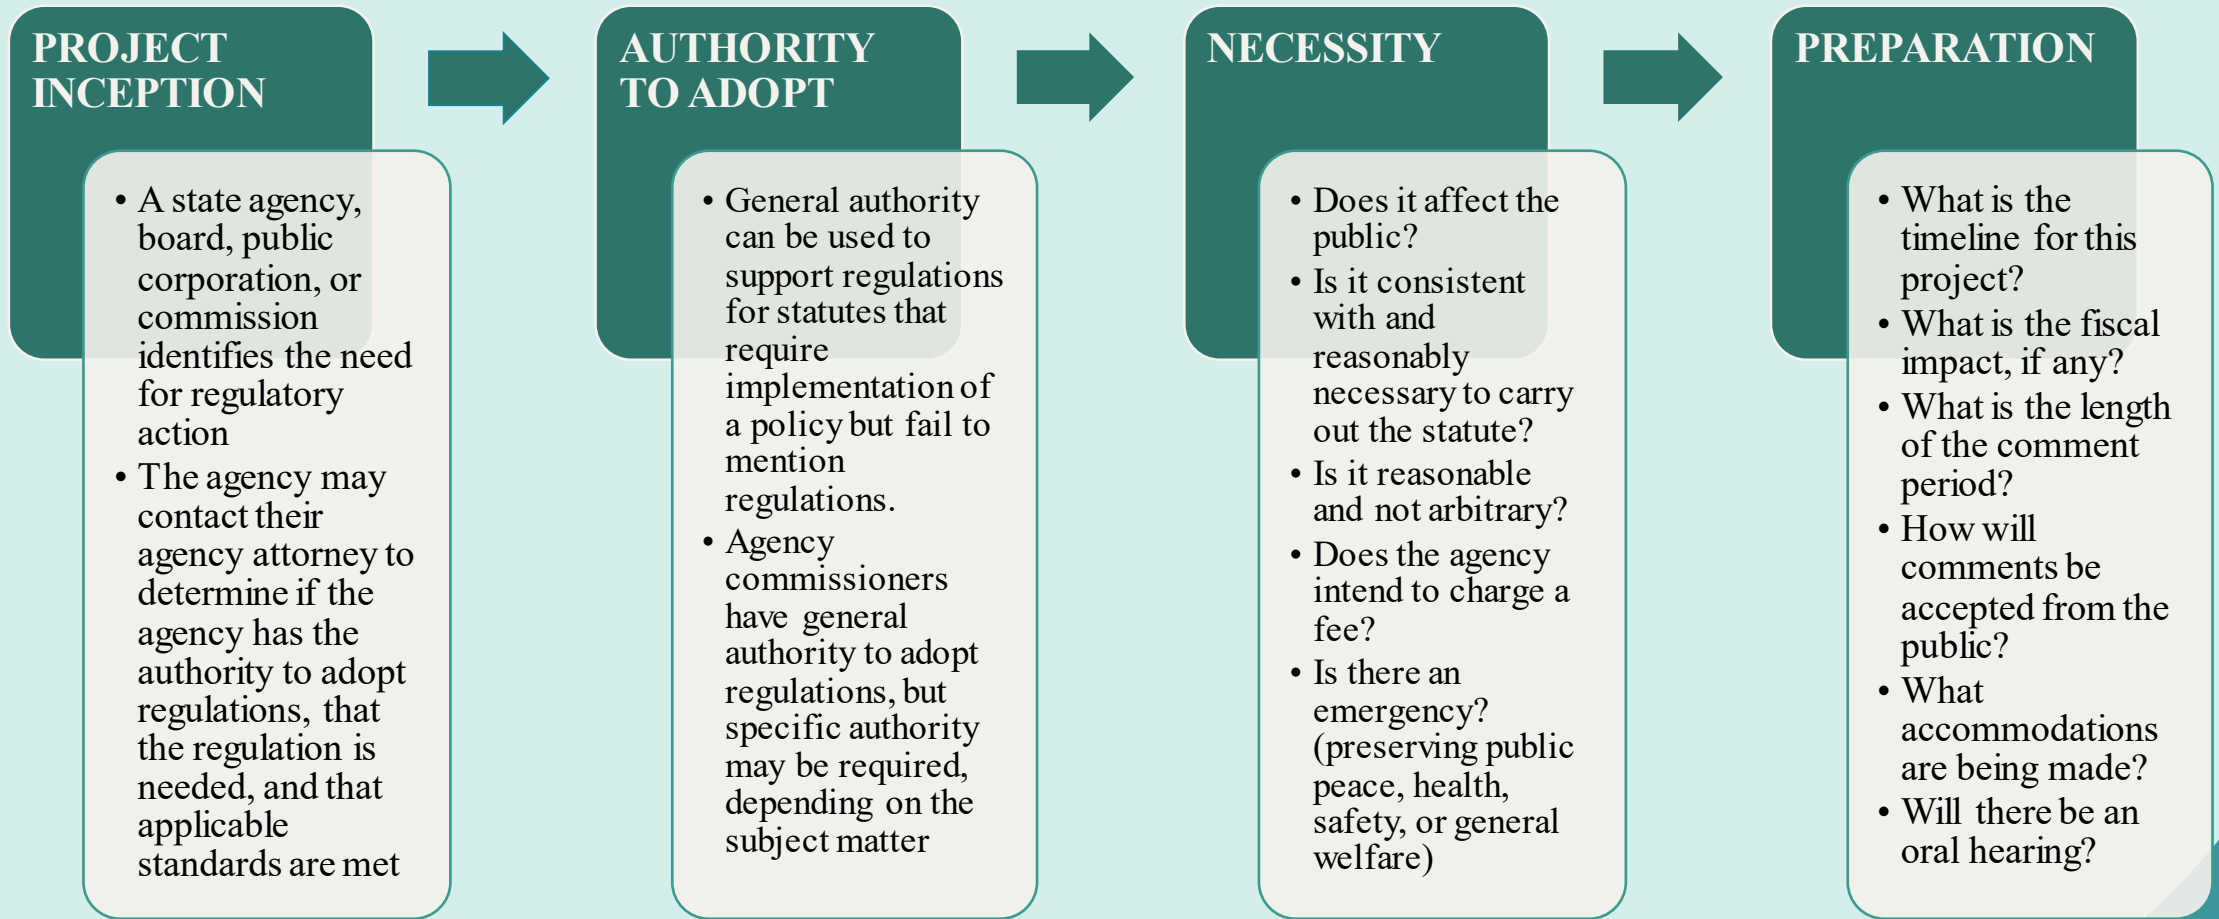 PROJECT
INCEPTION
• A state agency,
board, public
corporation, or
commission
identifies the need
for regulatory
action
• The agency may
contact their
agency attorney to
determine if the
agency has the
authority to adopt
regulations, that
the regulation is
needed, and that
applicable
standards are met
AUTHORITY
TO ADOPT
• General authority
can be used to
support regulations
for statutes that
require
implementation of
a policy but fail to
mention
regulations.
• Agency
commissioners
have general
authority to adopt
regulations, but
specific authority
may be required,
depending on the
subject matter
NECESSITY
• Does it affect the
public?
• Is it consistent
with and
reasonably
necessary to carry
out the statute?
• Is it reasonable
and not arbitrary?
• Does the agency
intend to charge a
fee?
• Is there an
emergency?
(preserving public
peace, health,
safety, or general
welfare)
PREPARATION
• What is the
timeline for this
project?
• What is the fiscal
impact, if any?
• What is the length
of the comment
period?
• How will
comments be
accepted from the
public?
• What
accommodations
are being made?
• Will there be an
oral hearing?